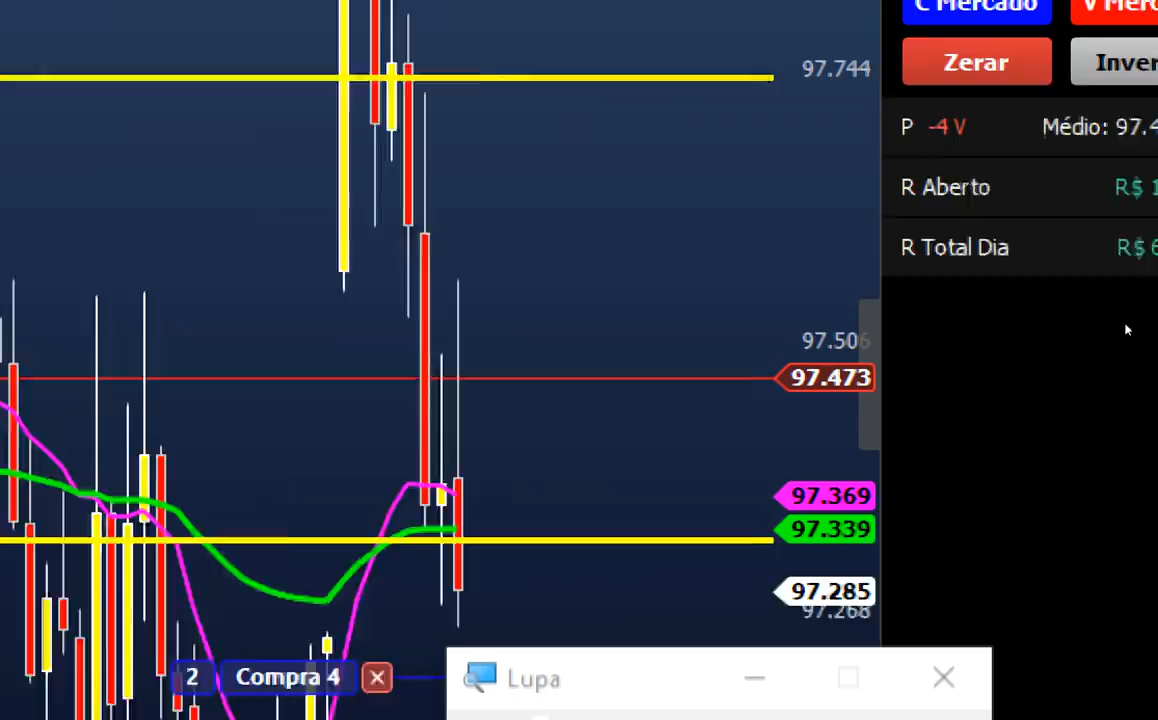 C Mercado
V Merc
97.744
Zerar
Inver
P -4 V Médio: 97.4
R Aberto R$ 1
R Total Dia R$ 6
97.506
97.473
97.369
97.339
97.285
97.268
2 Compra 4
Lupa